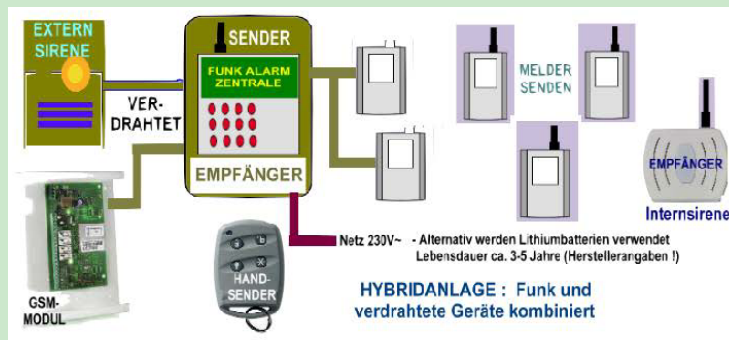 EXTERN
SIRENE
VER-
DRAHTET
SENDER
FUNK ALARM
ZENTRALE
EMPFÄNGER
MELDER
SENDEN
EMPFÄNGER
Internsirene
GSM-
MODUL
HAND-
SENDER
Netz 230V~ - Alternativ werden Lithiumbatterien verwendet
Lebensdauer ca. 3-5 Jahre (Herstellerangaben !)
HYBRIDANLAGE : Funk und
verdrahtete Geräte kombiniert